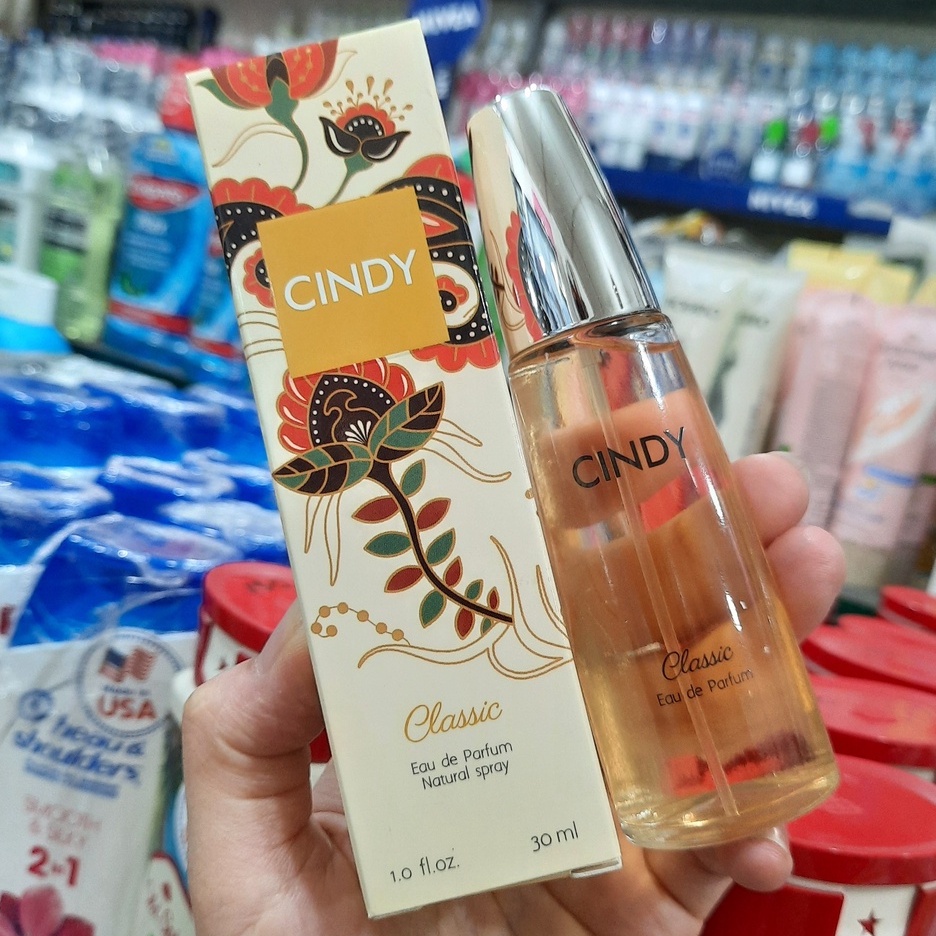 NIVEA
CINDY
Classic
Eau de Parfum
Natural spray
1.0 fl.oz.
30 ml
CINDY
Classic
Eau de Parfum
NIVEA
MADE IN
USA
head &
shoulders
SMOOTH
& SILKY
2in1